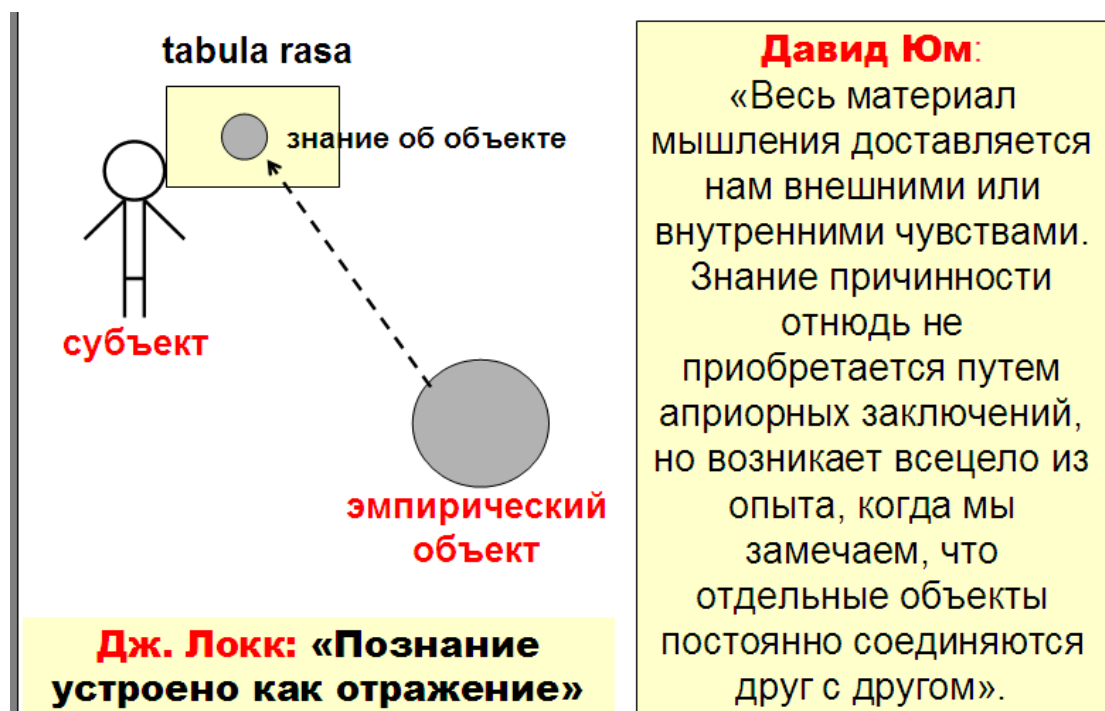 tabula rasa
знание об объекте
субъект
эмпирический
объект
Дж. Локк: «Познание
устроено как отражение»
Давид Юм:
«Весь материал
мышления доставляется
нам внешними или
внутренними чувствами.
Знание причинности
отнюдь не
приобретается путем
априорных заключений,
но возникает всецело из
опыта, когда мы
замечаем, что
отдельные объекты
постоянно соединяются
друг с другом».